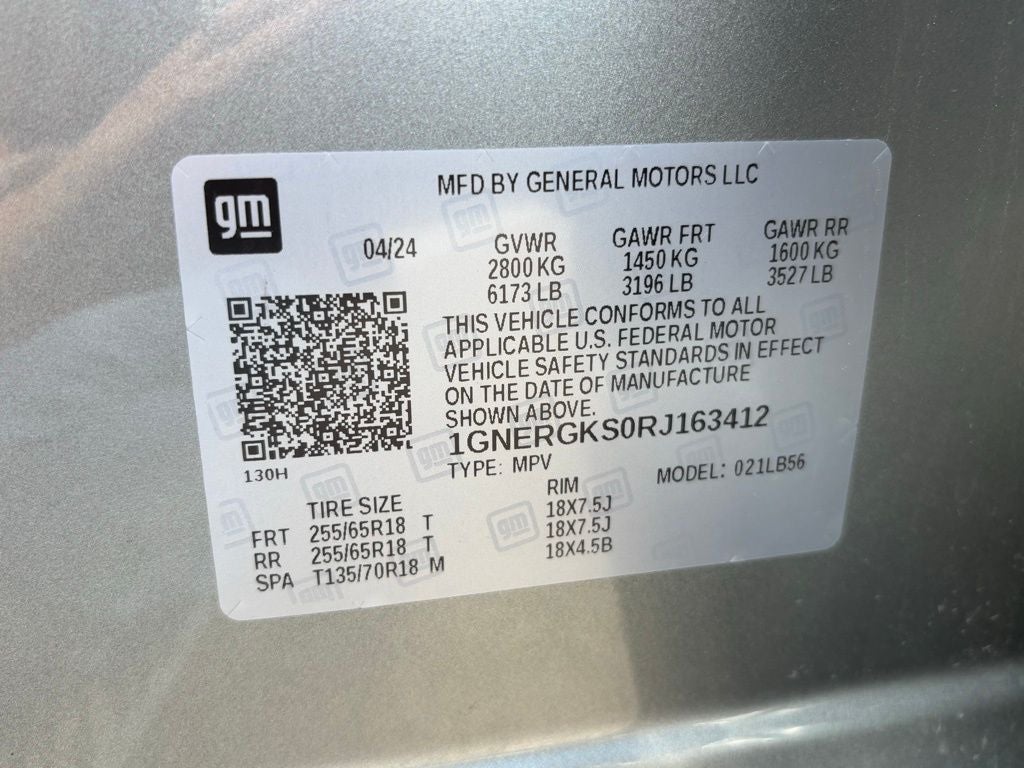 gm
MFD BY GENERAL MOTORS LLC
04/24 GVWR GAWR FRT GAWR RR
2800 KG 1450 KG 1600 KG
6173 LB 3196 LB 3527 LB
THIS VEHICLE CONFORMS TO ALL
APPLICABLE U.S. FEDERAL MOTOR
VEHICLE SAFETY STANDARDS IN EFFECT
ON THE DATE OF MANUFACTURE
SHOWN ABOVE.
1GNERGKS0RJ163412
130H
TYPE: MPV MODEL: 021LB56
TIRE SIZE RIM
FRT 255/65R18 T 18X7.5J
RR 255/65R18 T 18X7.5J
SPA T135/70R18 M 18X4.5B